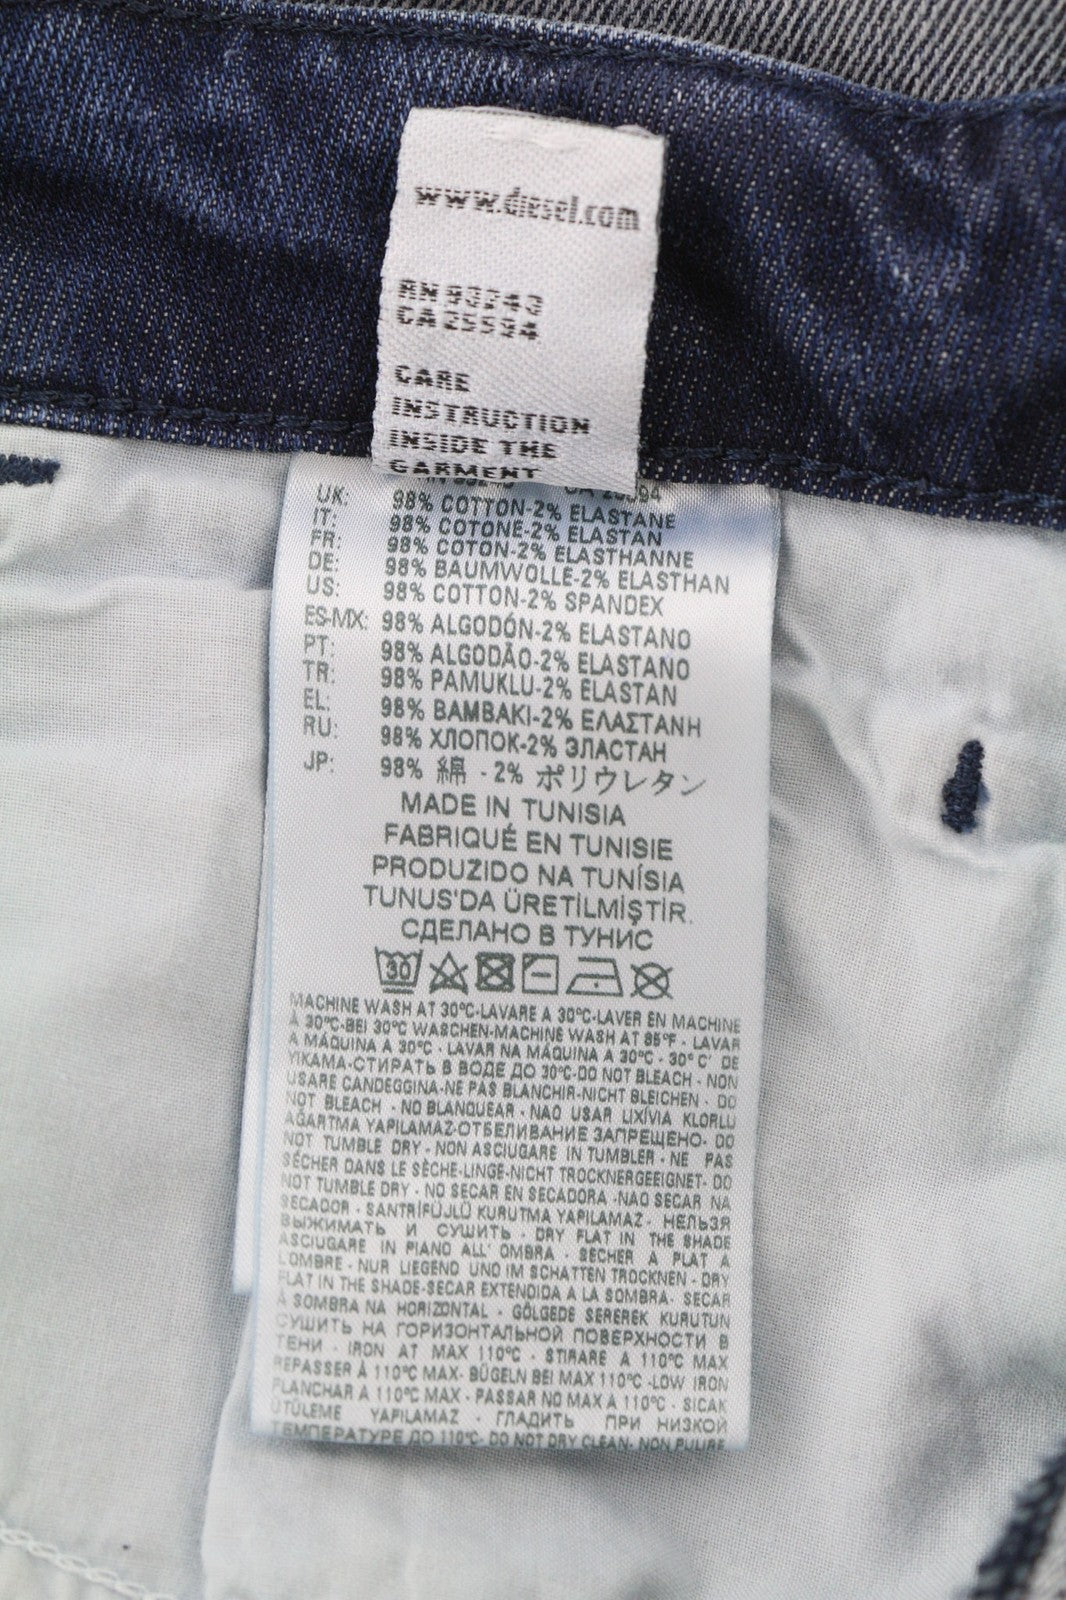 www.diesel.com
RN 93243
CA 25594
CARE
INSTRUCTION
INSIDE THE
GARMENT
UK: 98% COTTON-2% ELASTANE
IT: 98% COTONE-2% ELASTAN
FR: 98% COTON-2% ELASTHANNE
DE: 98% BAUMWOLLE-2% ELASTHAN
US: 98% COTTON-2% SPANDEX
ES-MX: 98% ALGODÓN-2% ELASTANO
PT: 98% ALGODÃO-2% ELASTANO
TR: 98% PAMUKLU-2% ELASTAN
EL: 98% ΒΑΜΒΑΚΙ-2% ΕΛΑΣΤΑΝΗ
RU: 98% ХЛОПОК-2% ЭЛАСТАН
JP: 98% 綿 - 2% ポリウレタン
MADE IN TUNISIA
FABRIQUÉ EN TUNISIE
PRODUZIDO NA TUNÍSIA
TUNUS'DA ÜRETİLMİŞTİR.
СДЕЛАНО В ТУНИС
30
MACHINE WASH AT 30°C-LAVARE A 30°C-LAVER EN MACHINE
À 30°C-BEI 30°C WASCHEN-MACHINE WASH AT 85°F - LAVAR
A MÁQUINA A 30°C - LAVAR NA MÁQUINA A 30°C - 30° C' DE
YIKAMA-СТИРАТЬ В ВОДЕ ДО 30°C-DO NOT BLEACH - NON
USARE CANDEGGINA-NE PAS BLANCHIR-NICHT BLEICHEN - DO
NOT BLEACH - NO BLANQUEAR - NAO USAR LIXÍVIA KLORLU
AĞARTMA YAPILAMAZ-ОТБЕЛИВАНИЕ ЗАПРЕЩЕНО- DO
NOT TUMBLE DRY - NON ASCIUGARE IN TUMBLER - NE PAS
SÉCHER DANS LE SÈCHE-LINGE-NICHT TROCKNERGEEIGNET- DO
NOT TUMBLE DRY - NO SECAR EN SECADORA -NAO SECAR NA
SECADOR - SANTRİFÜJLÜ KURUTMA YAPILAMAZ - НЕЛЬЗЯ
ВЫЖИМАТЬ И СУШИТЬ - DRY FLAT IN THE SHADE
ASCIUGARE IN PIANO ALL' OMBRA - SÉCHER A PLAT A
L'OMBRE - NUR LIEGEND UND IM SCHATTEN TROCKNEN - DRY
FLAT IN THE SHADE-SECAR EXTENDIDA A LA SOMBRA- SECAR
À SOMBRA NA HORIZONTAL - GÖLGEDE SEREREK KURUTUN
СУШИТЬ НА ГОРИЗОНТАЛЬНОЙ ПОВЕРХНОСТИ В
ТЕНИ - IRON AT MAX 110°C - STIRARE A 110°C MAX
REPASSER À 110°C MAX- BÜGELN BEI MAX 110°C -LOW IRON
PLANCHAR A 110°C MAX - PASSAR NO MAX A 110°C - SICAK
ÜTÜLEME YAPILAMAZ - ГЛАДИТЬ ПРИ НИЗКОЙ
ТЕМПЕРАТУРЕ ДО 110°C- DO NOT DRY CLEAN- NON PULIRE